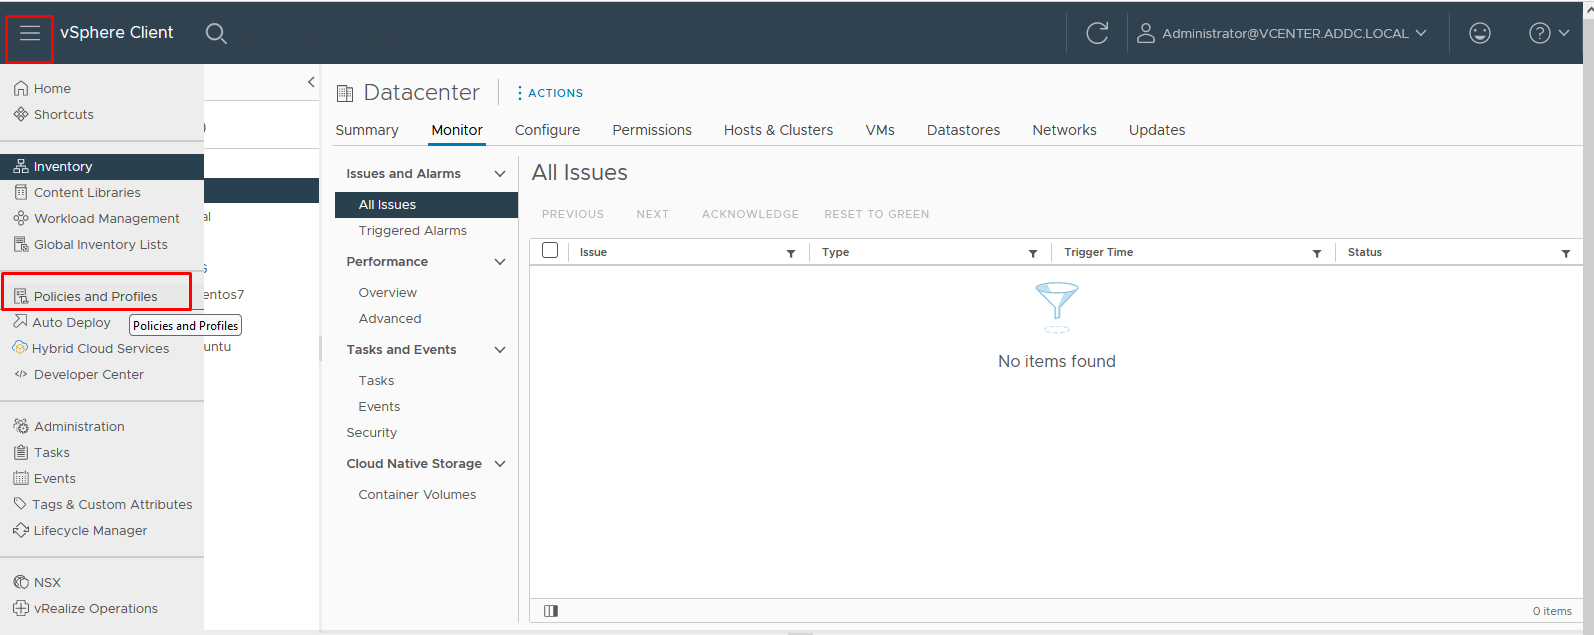 vSphere Client
Administrator@VCENTER.ADDC.LOCAL
Home
Shortcuts
Inventory
Content Libraries
Workload Management
Global Inventory Lists
Policies and Profiles
Auto Deploy
Policies and Profiles
Hybrid Cloud Services
Developer Center
Administration
Tasks
Events
Tags & Custom Attributes
Lifecycle Manager
NSX
vRealize Operations
al
entos7
untu
Datacenter
ACTIONS
Summary Monitor Configure Permissions Hosts & Clusters VMs Datastores Networks Updates
Issues and Alarms
All Issues
Triggered Alarms
Performance
Overview
Advanced
Tasks and Events
Tasks
Events
Security
Cloud Native Storage
Container Volumes
All Issues
PREVIOUS NEXT ACKNOWLEDGE RESET TO GREEN
Issue Type Trigger Time Status
No items found
0 items